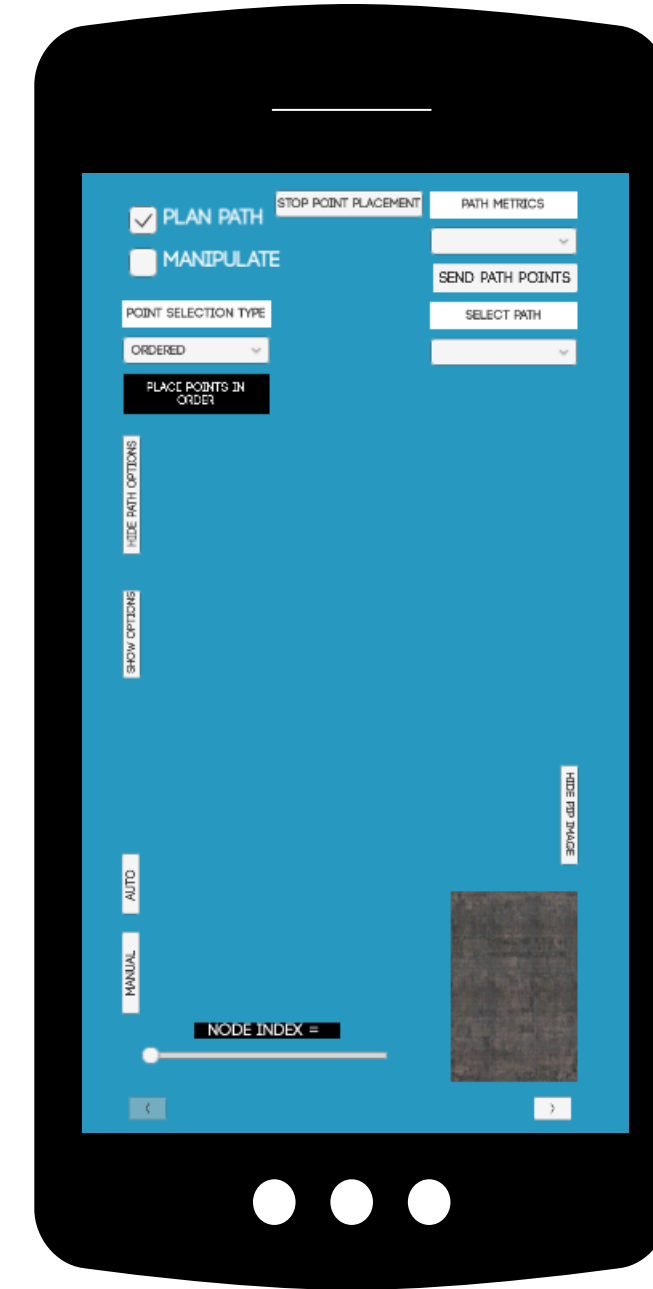 PLAN PATH
STOP POINT PLACEMENT
PATH METRICS
MANIPULATE
SEND PATH POINTS
POINT SELECTION TYPE
SELECT PATH
ORDERED
PLACE POINTS IN
ORDER
HIDE PATH OPTIONS
SHOW OPTIONS
HIDE PIP IMAGE
AUTO
MANUAL
NODE INDEX =
<
>